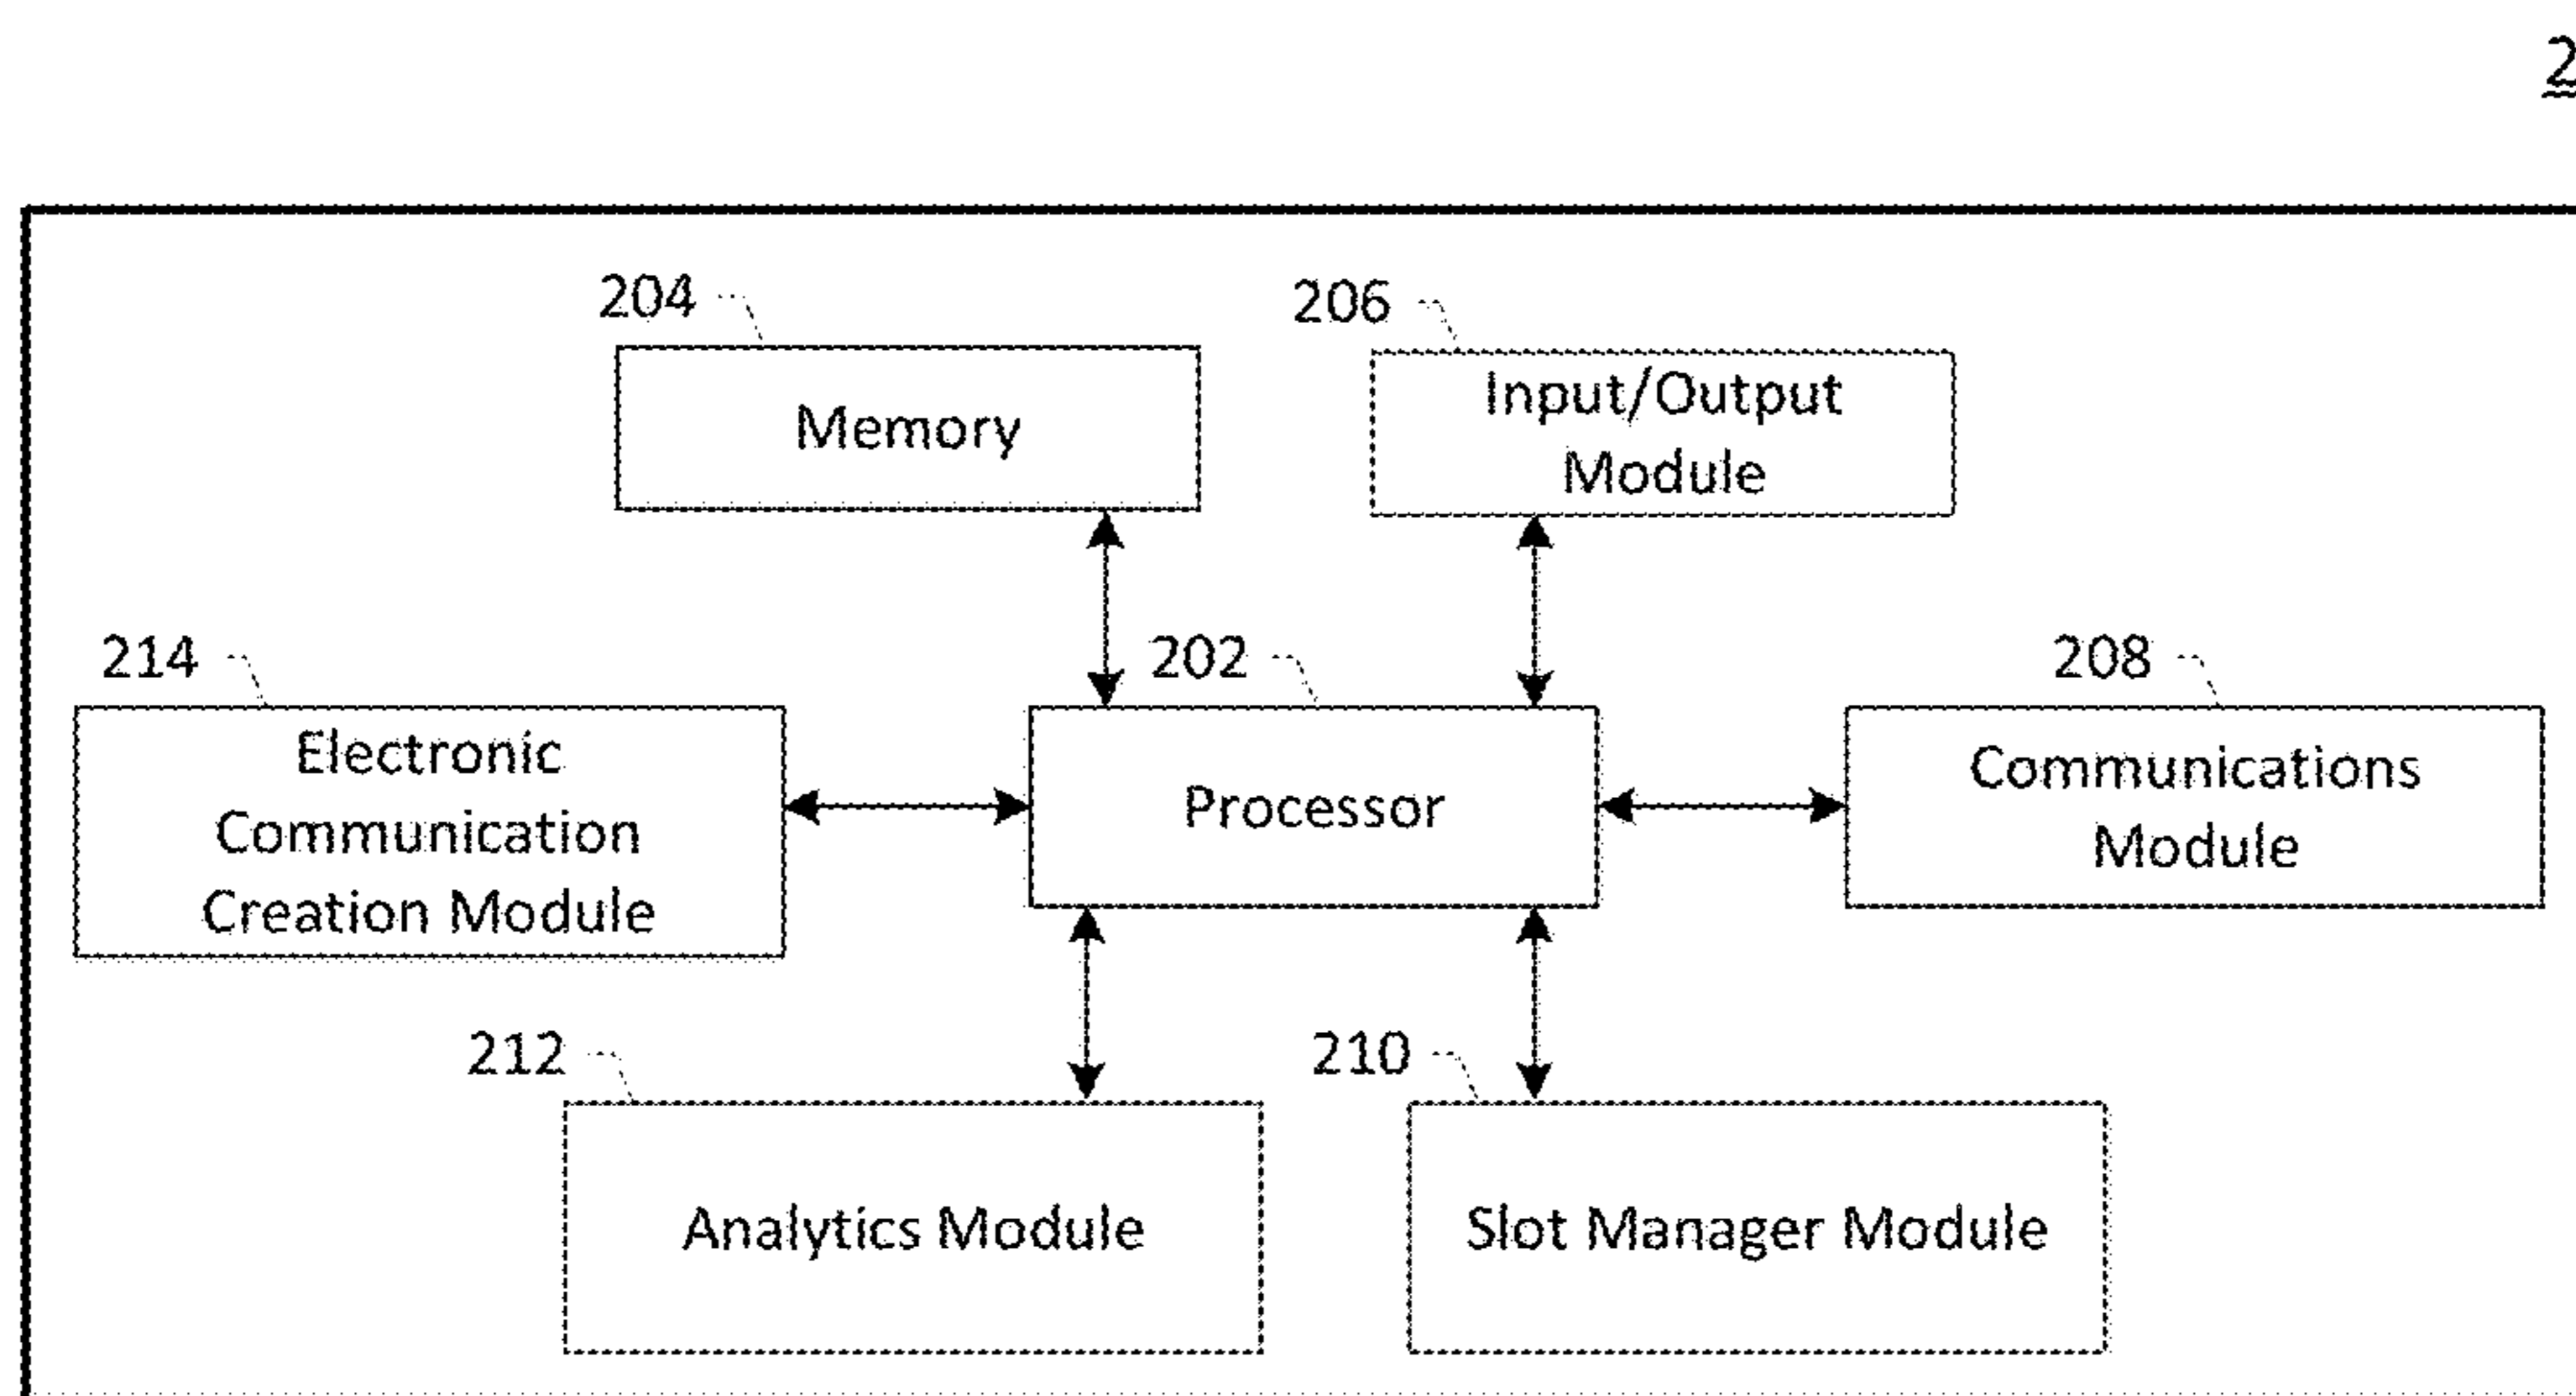 2
204
206
Memory
Input/Output
Module
214
202
208
Electronic
Communication
Creation Module
Processor
Communications
Module
212
210
Analytics Module
Slot Manager Module